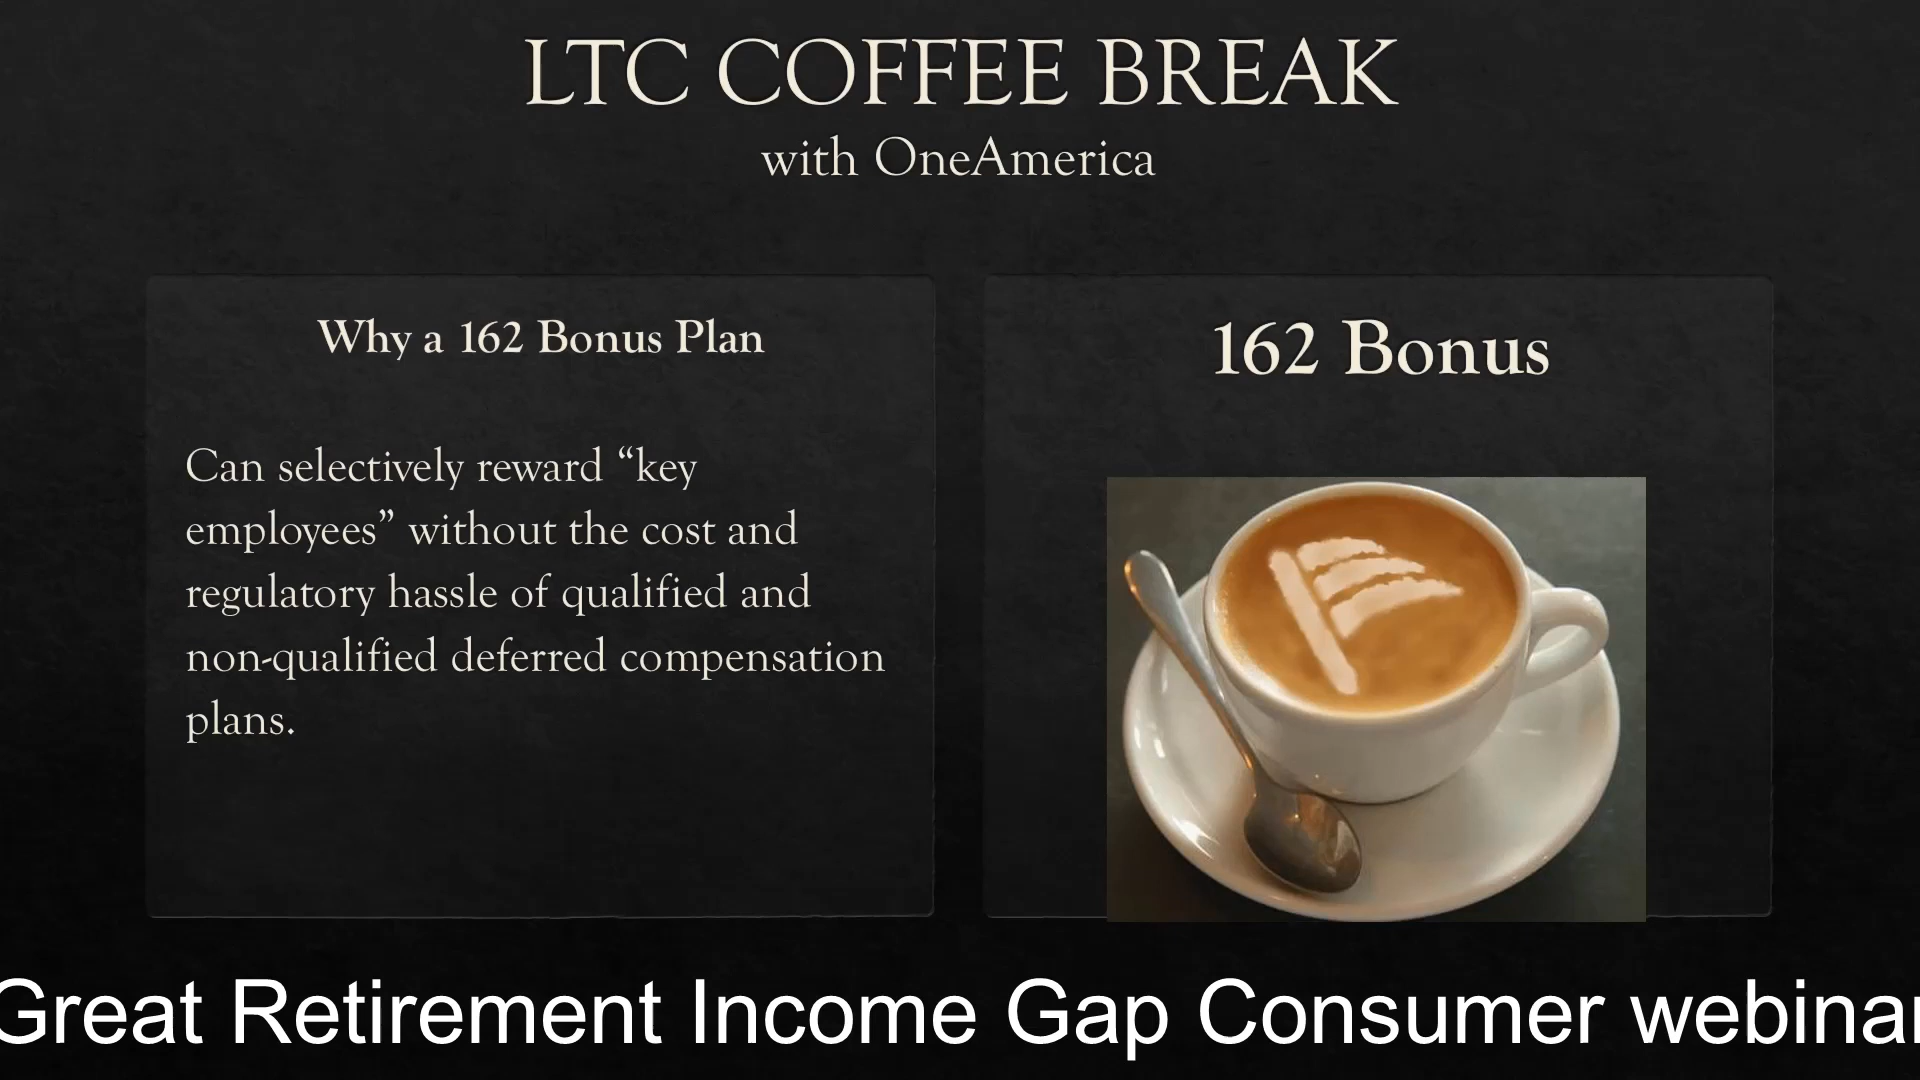 LTC COFFEE BREAK
with OneAmerica
Why a 162 Bonus Plan
Can selectively reward “key
employees” without the cost and
regulatory hassle of qualified and
non-qualified deferred compensation
plans.
162 Bonus
Great Retirement Income Gap Consumer webinar